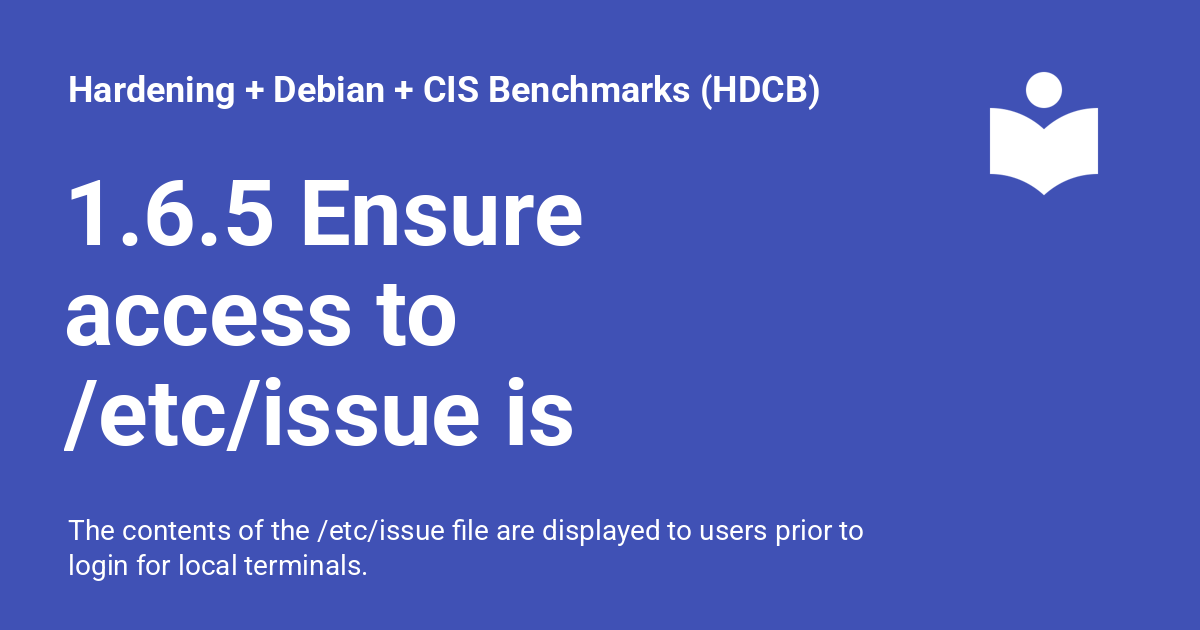 Hardening + Debian + CIS Benchmarks (HDCB)
1.6.5 Ensure
access to
/etc/issue is
The contents of the /etc/issue file are displayed to users prior to
login for local terminals.